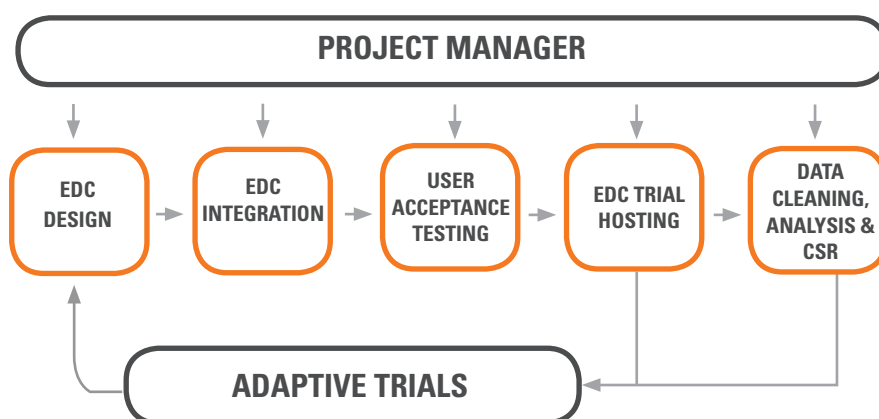 PROJECT MANAGER
EDC
DESIGN
EDC
INTEGRATION
USER
ACCEPTANCE
TESTING
EDC TRIAL
HOSTING
DATA
CLEANING,
ANALYSIS &
CSR
ADAPTIVE TRIALS